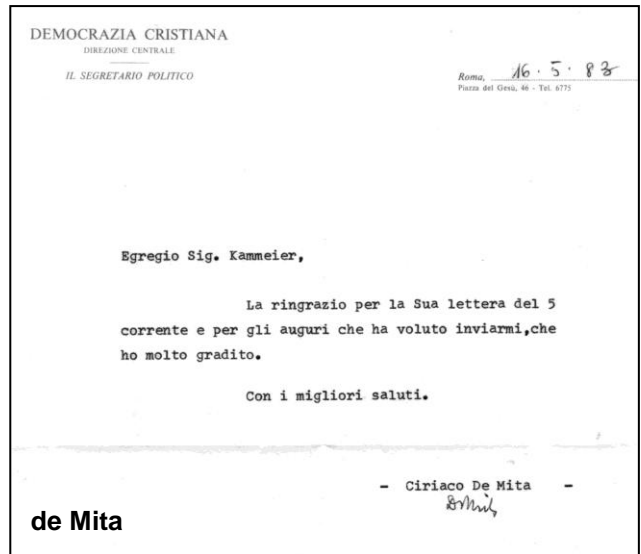 DEMOCRAZIA CRISTIANA
DIREZIONE CENTRALE
IL SEGRETARIO POLITICO
Roma, 16 . 5 . 83
Piazza del Gesù, 46 - Tel. 6775
Egregio Sig. Kammeier,
La ringrazio per la Sua lettera del 5
corrente e per gli auguri che ha voluto inviarmi,che
ho molto gradito.
Con i migliori saluti.
- Ciriaco De Mita -
DeMita
de Mita